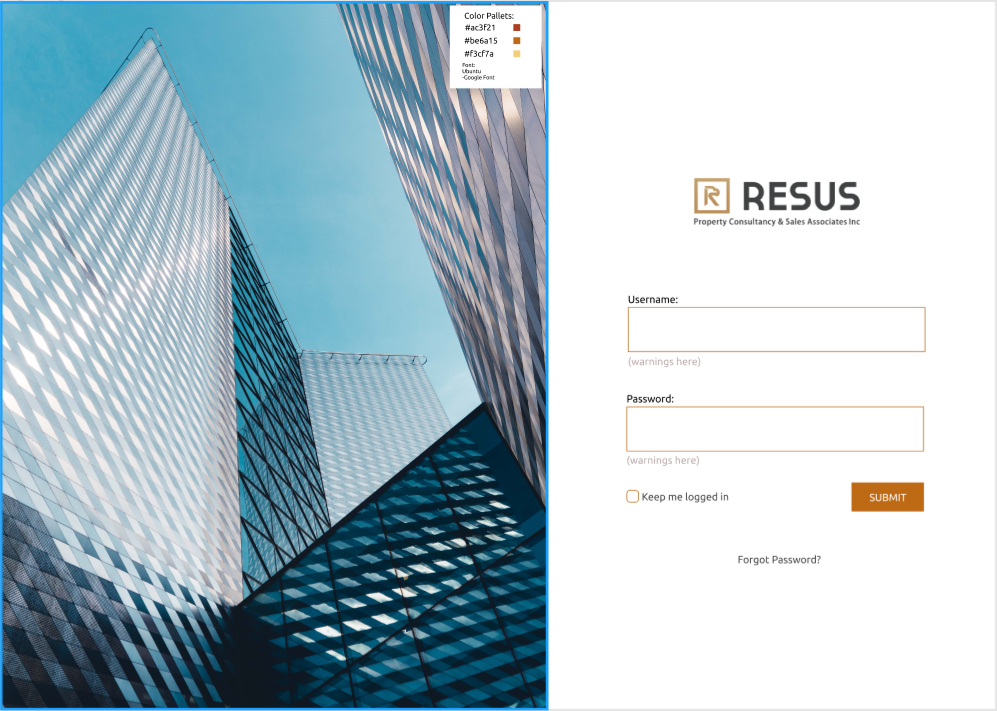 Color Pallets:
#ac3f21
#be6a15
#f3cf7a
Font:
Ubuntu
-Google Font
R RESUS
Property Consultancy & Sales Associates Inc
Username:
(warnings here)
Password:
(warnings here)
Keep me logged in
SUBMIT
Forgot Password?